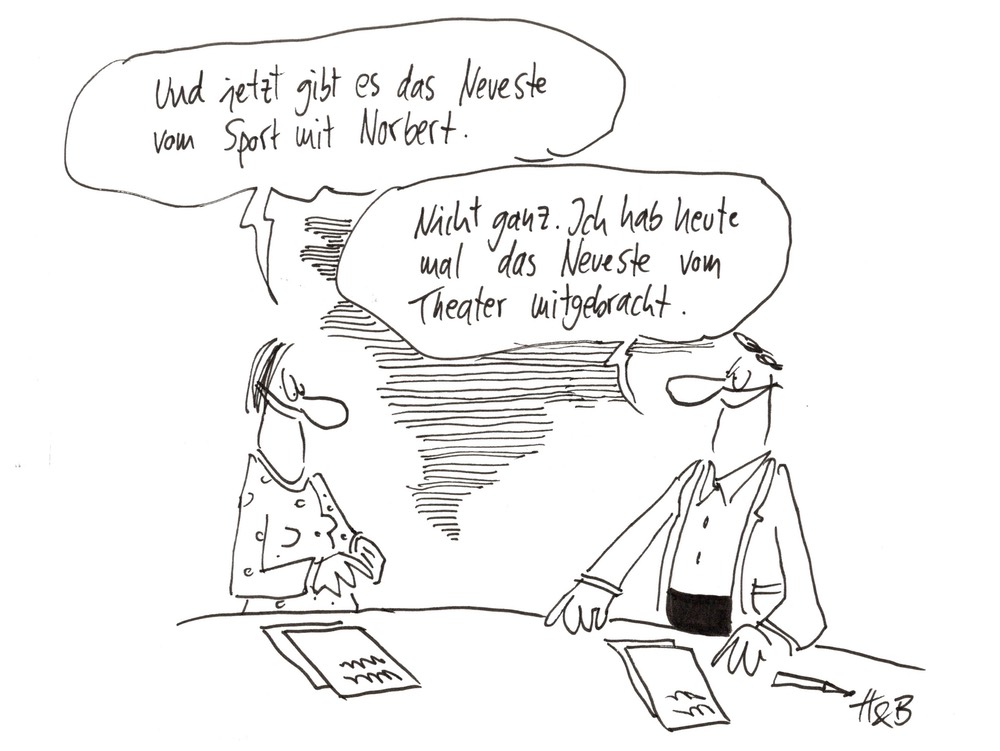 Und jetzt gibt es das Neueste
vom Sport mit Norbert.
Nicht ganz. Ich hab heute
mal das Neueste vom
Theater mitgebracht.
H&B